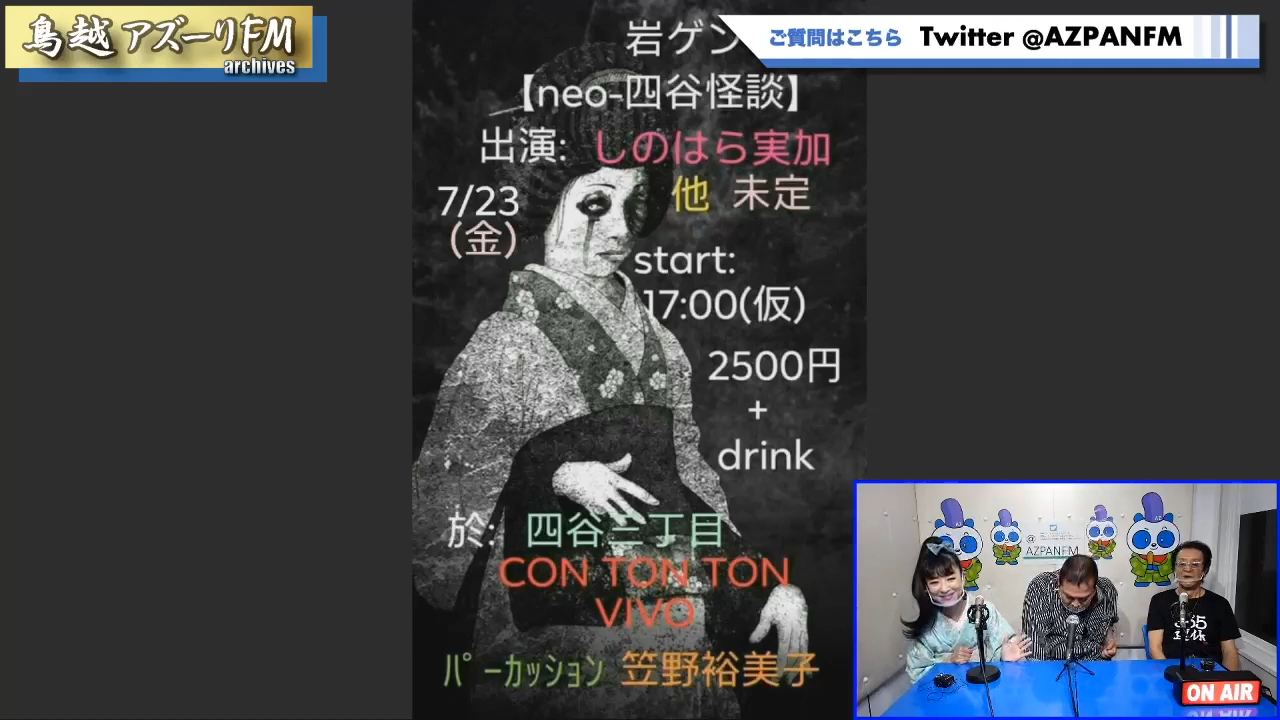 鳥越アズーリFM
archives
ご質問はこちら Twitter @AZPANFM
岩ゲン
【neo-四谷怪談】
出演: しのはら実加
他 未定
7/23
(金)
start:
17:00(仮)
2500円
+
drink
於: 四谷三丁目
CON TON TON
VIVO
パーカッション 笠野裕美子
@
AZPANFM
ON AIR